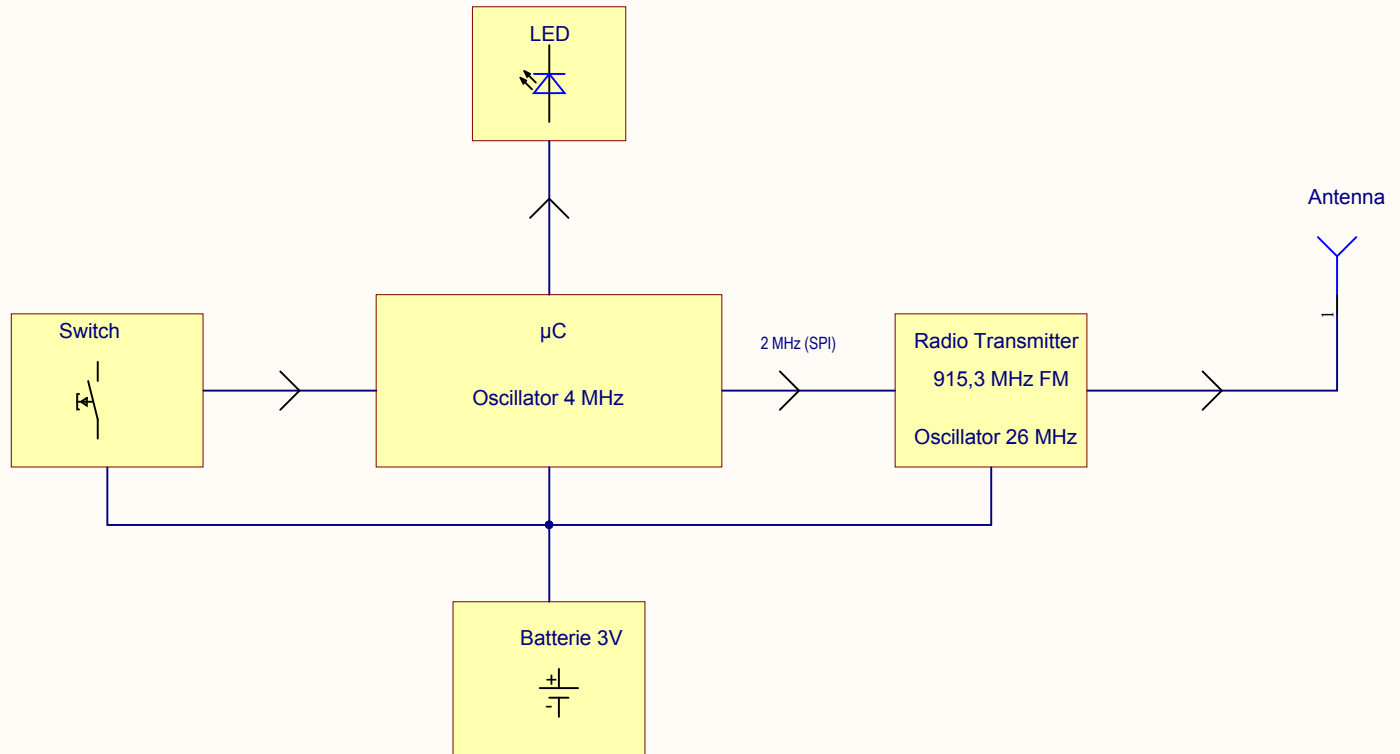 LED
Antenna
Switch
µC
Oscillator 4 MHz
2 MHz (SPI)
Radio Transmitter
915,3 MHz FM
Oscillator 26 MHz
1
Batterie 3V
+
-